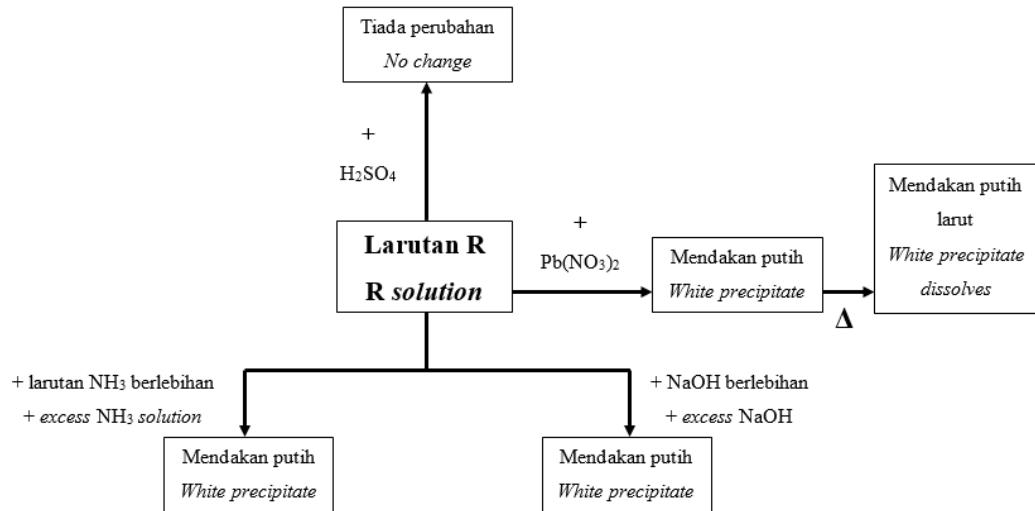 Tiada perubahan
No change
+
H₂SO₄
Larutan R
R solution
+
Pb(NO₃)₂
Mendakan putih
White precipitate
Δ
Mendakan putih
larut
White precipitate
dissolves
+ larutan NH₃ berlebihan
+ excess NH₃ solution
+ NaOH berlebihan
+ excess NaOH
Mendakan putih
White precipitate
Mendakan putih
White precipitate